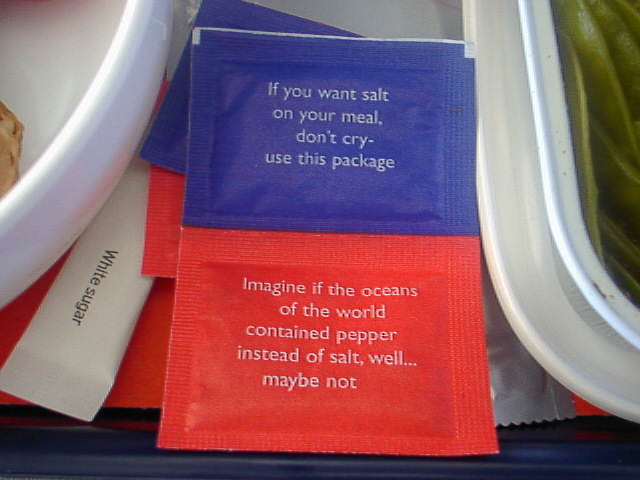 If you want salt
on your meal,
don't cry-
use this package
Imagine if the oceans
of the world
contained pepper
instead of salt, well...
maybe not
White sugar